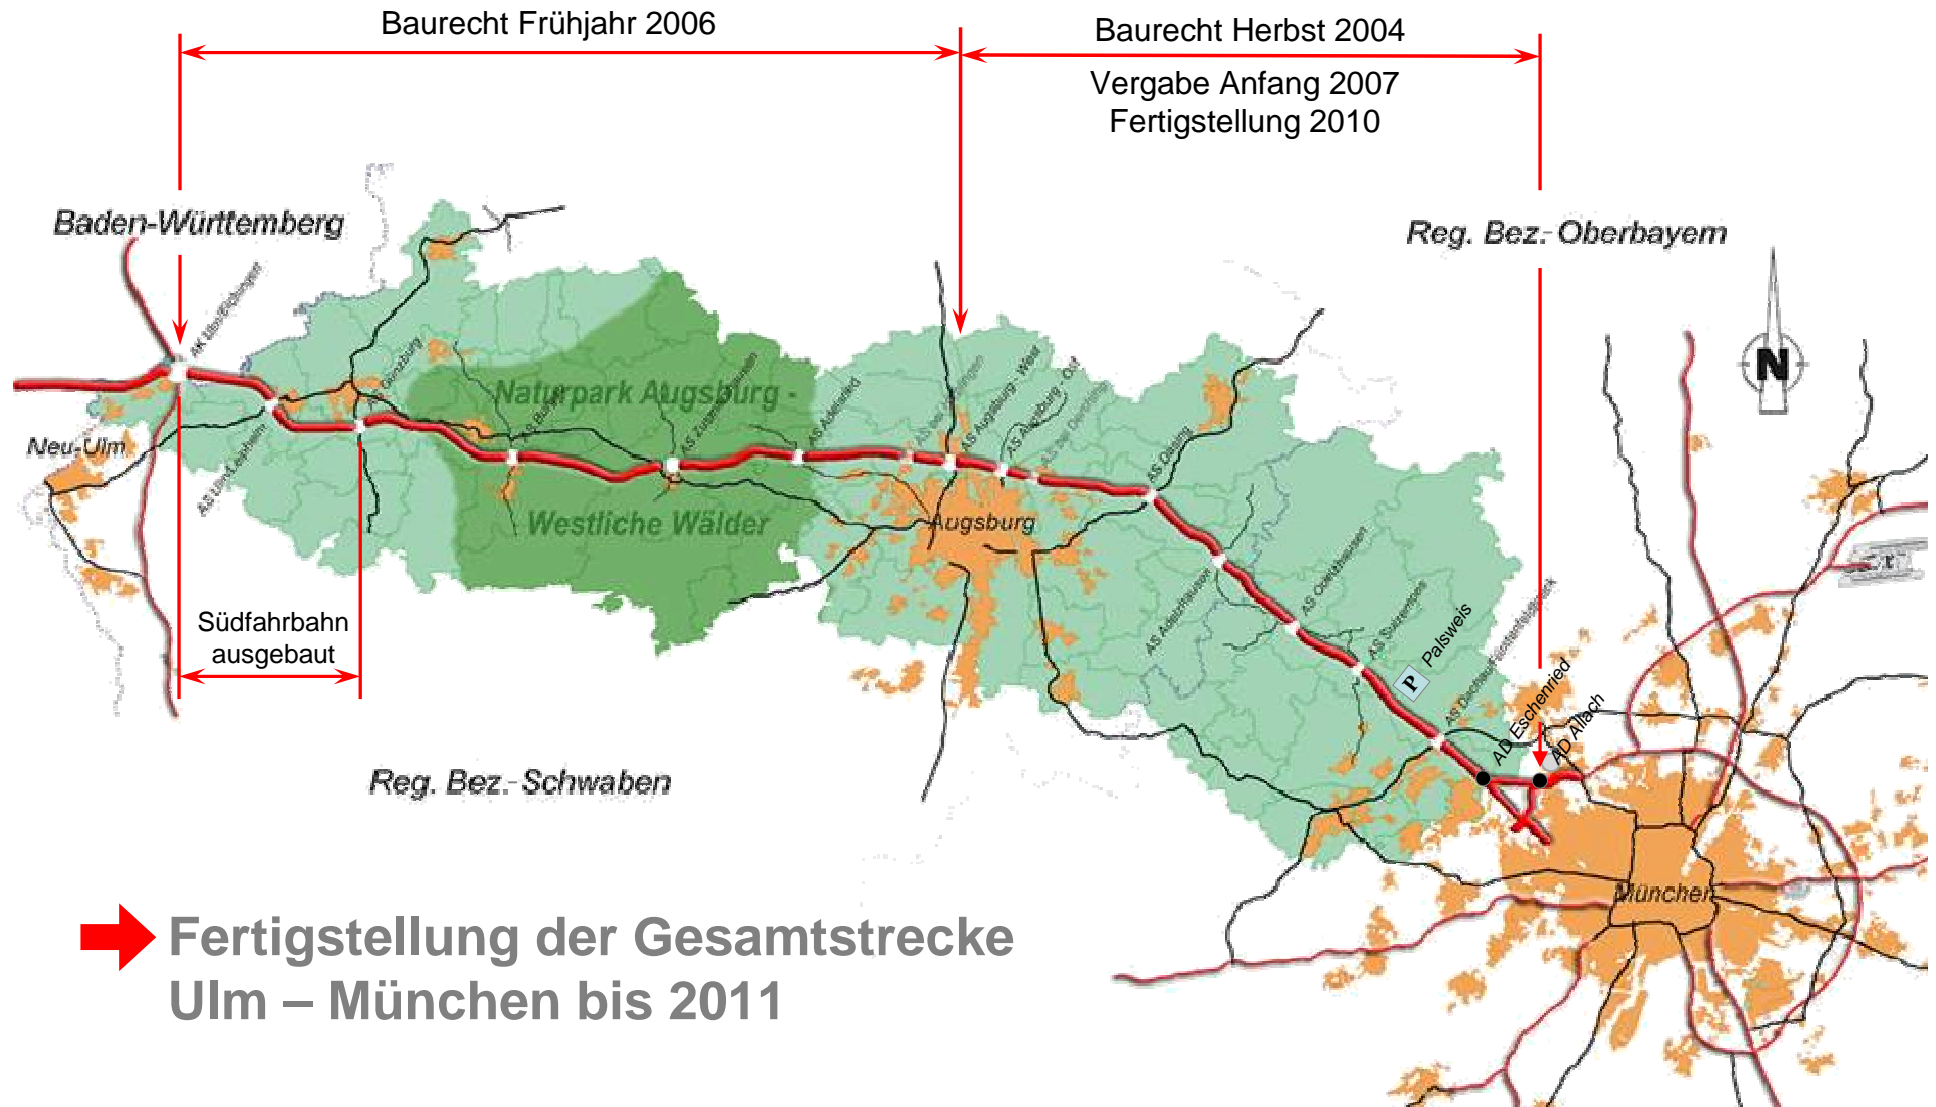 Baurecht Frühjahr 2006
Baurecht Herbst 2004
Vergabe Anfang 2007
Fertigstellung 2010
Baden-Württemberg
Reg. Bez.- Oberbayern
N
Günzburg
Naturpark Augsburg -
Westliche Wälder
AS Burgau
AS Zusmarshausen
AS Adelsried
AS Augsburg - West
AS Augsburg - Ost
AS Dasing
Neu-Ulm
AS Ulm-Leipheim
Augsburg
AS Adelzhausen
AS Odelzhausen
AS Sulzemoos
P Palsweis
AS Dachau/Fürstenfeldbruck
AD Eschenried
AD Allach
Südfahrbahn
ausgebaut
Reg. Bez.- Schwaben
München
Fertigstellung der Gesamtstrecke
Ulm – München bis 2011